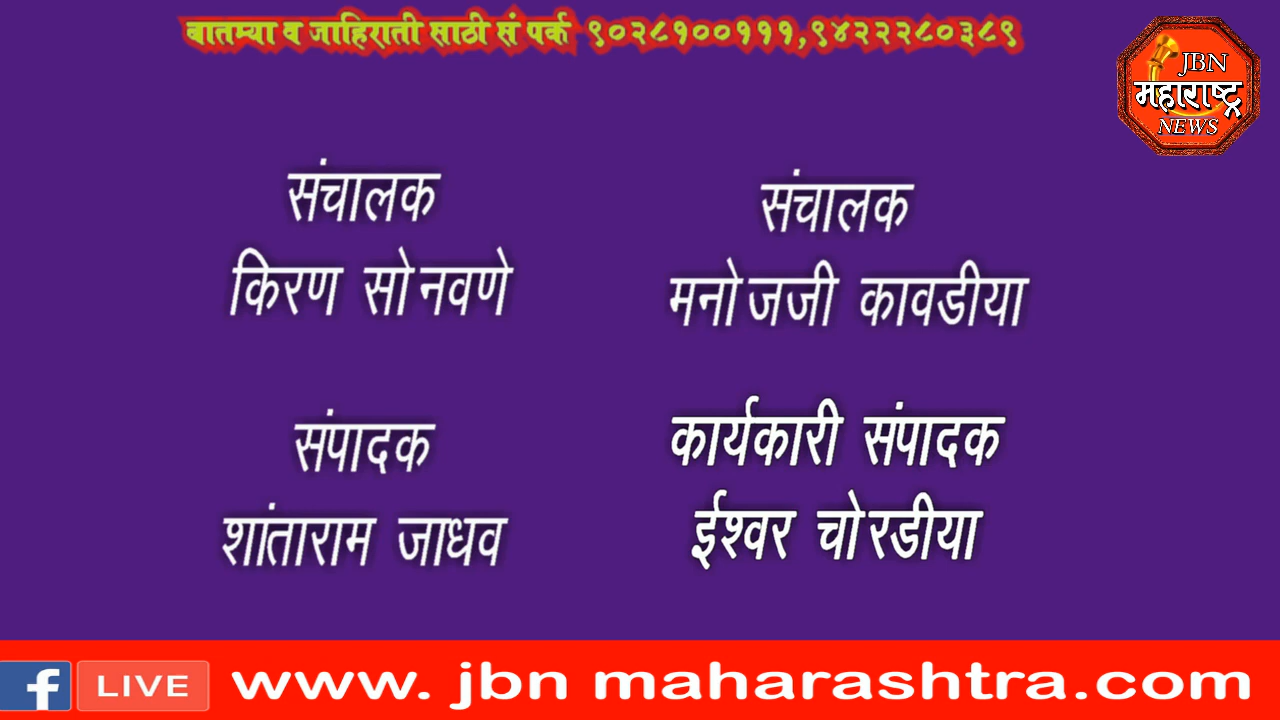 बातम्या व जाहिराती साठी सं पर्क ९०२८१००१११,९४२२२८०३८९
JBN
महाराष्ट्र
NEWS
संचालक
किरण सोनवणे
संचालक
मनोजजी कावडीया
संपादक
शांताराम जाधव
कार्यकारी संपादक
ईश्वर चोरडीया
f LIVE www. jbn maharashtra.com